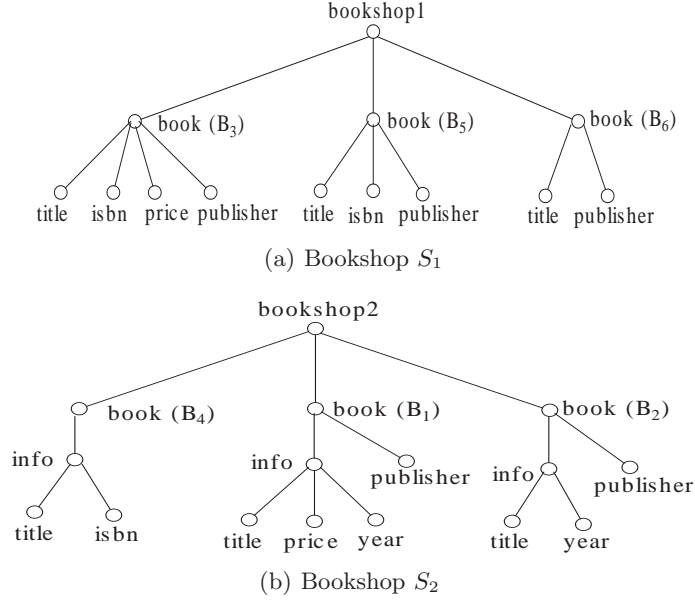 bookshop1
book (B3) book (B5) book (B6)
title isbn price publisher title isbn publisher title publisher
(a) Bookshop S1
bookshop2
book (B4) book (B1) book (B2)
info info publisher info publisher
title isbn title price year title year
(b) Bookshop S2